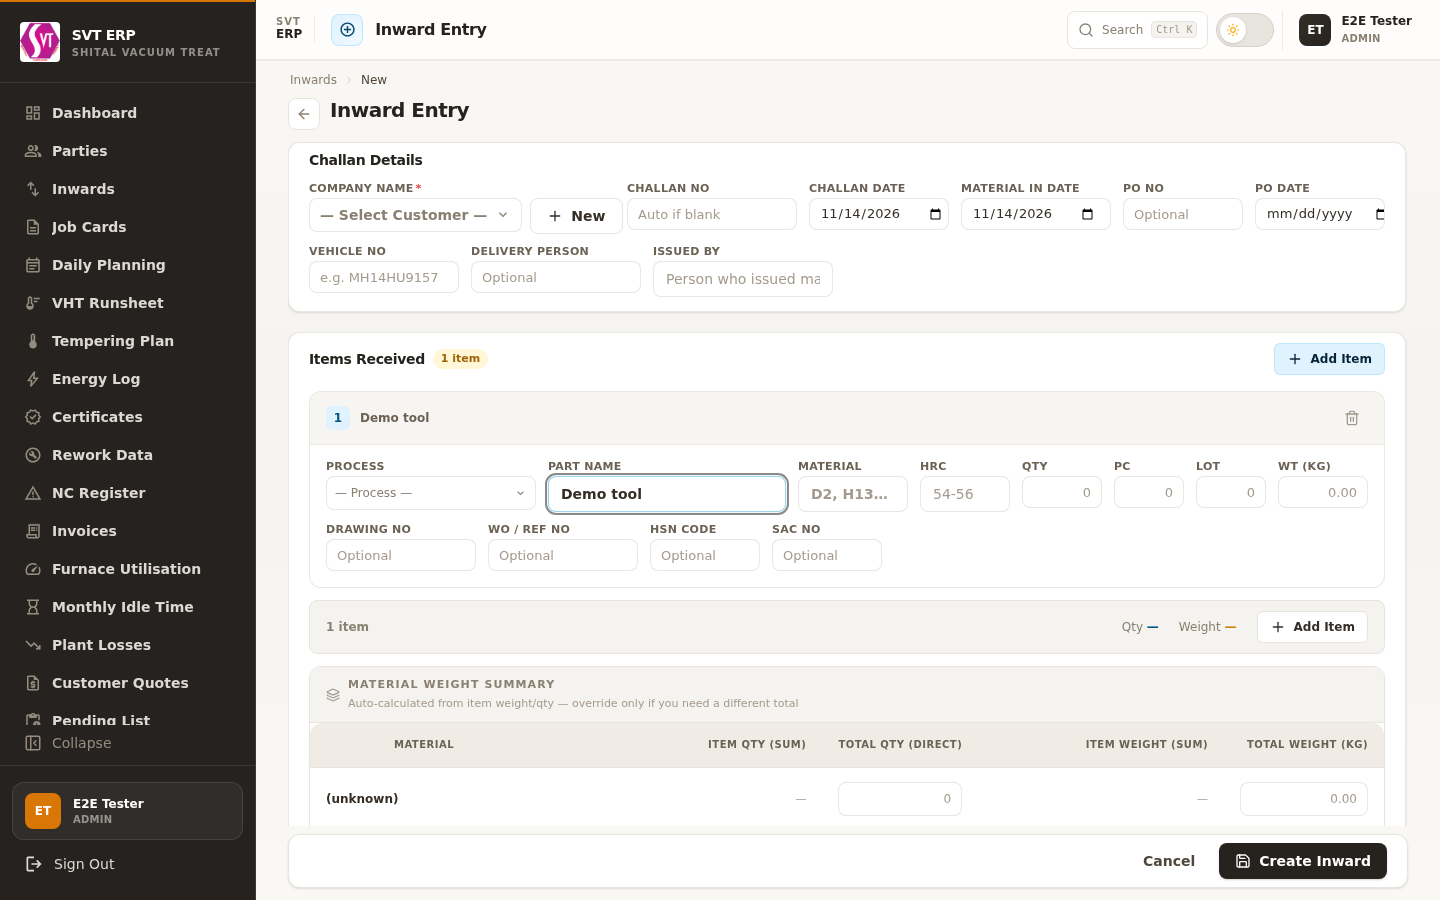 SVT
SVT ERP
SHITAL VACUUM TREAT
Dashboard
Parties
Inwards
Job Cards
Daily Planning
VHT Runsheet
Tempering Plan
Energy Log
Certificates
Rework Data
NC Register
Invoices
Furnace Utilisation
Monthly Idle Time
Plant Losses
Customer Quotes
Pending List
Collapse
ET
E2E Tester
ADMIN
Sign Out
SVT
ERP
Inward Entry
Search Ctrl K
ET
E2E Tester
ADMIN
Inwards > New
Inward Entry
Challan Details
COMPANY NAME* CHALLAN NO CHALLAN DATE MATERIAL IN DATE PO NO PO DATE
— Select Customer — + New Auto if blank 11/14/2026 11/14/2026 Optional mm/dd/yyyy
VEHICLE NO DELIVERY PERSON ISSUED BY
e.g. MH14HU9157 Optional Person who issued ma
Items Received 1 item + Add Item
1 Demo tool
PROCESS PART NAME MATERIAL HRC QTY PC LOT WT (KG)
— Process — Demo tool D2, H13... 54-56 0 0 0 0.00
DRAWING NO WO / REF NO HSN CODE SAC NO
Optional Optional Optional Optional
1 item Qty — Weight — + Add Item
MATERIAL WEIGHT SUMMARY
Auto-calculated from item weight/qty — override only if you need a different total
MATERIAL ITEM QTY (SUM) TOTAL QTY (DIRECT) ITEM WEIGHT (SUM) TOTAL WEIGHT (KG)
(unknown) — 0 — 0.00
Cancel Create Inward